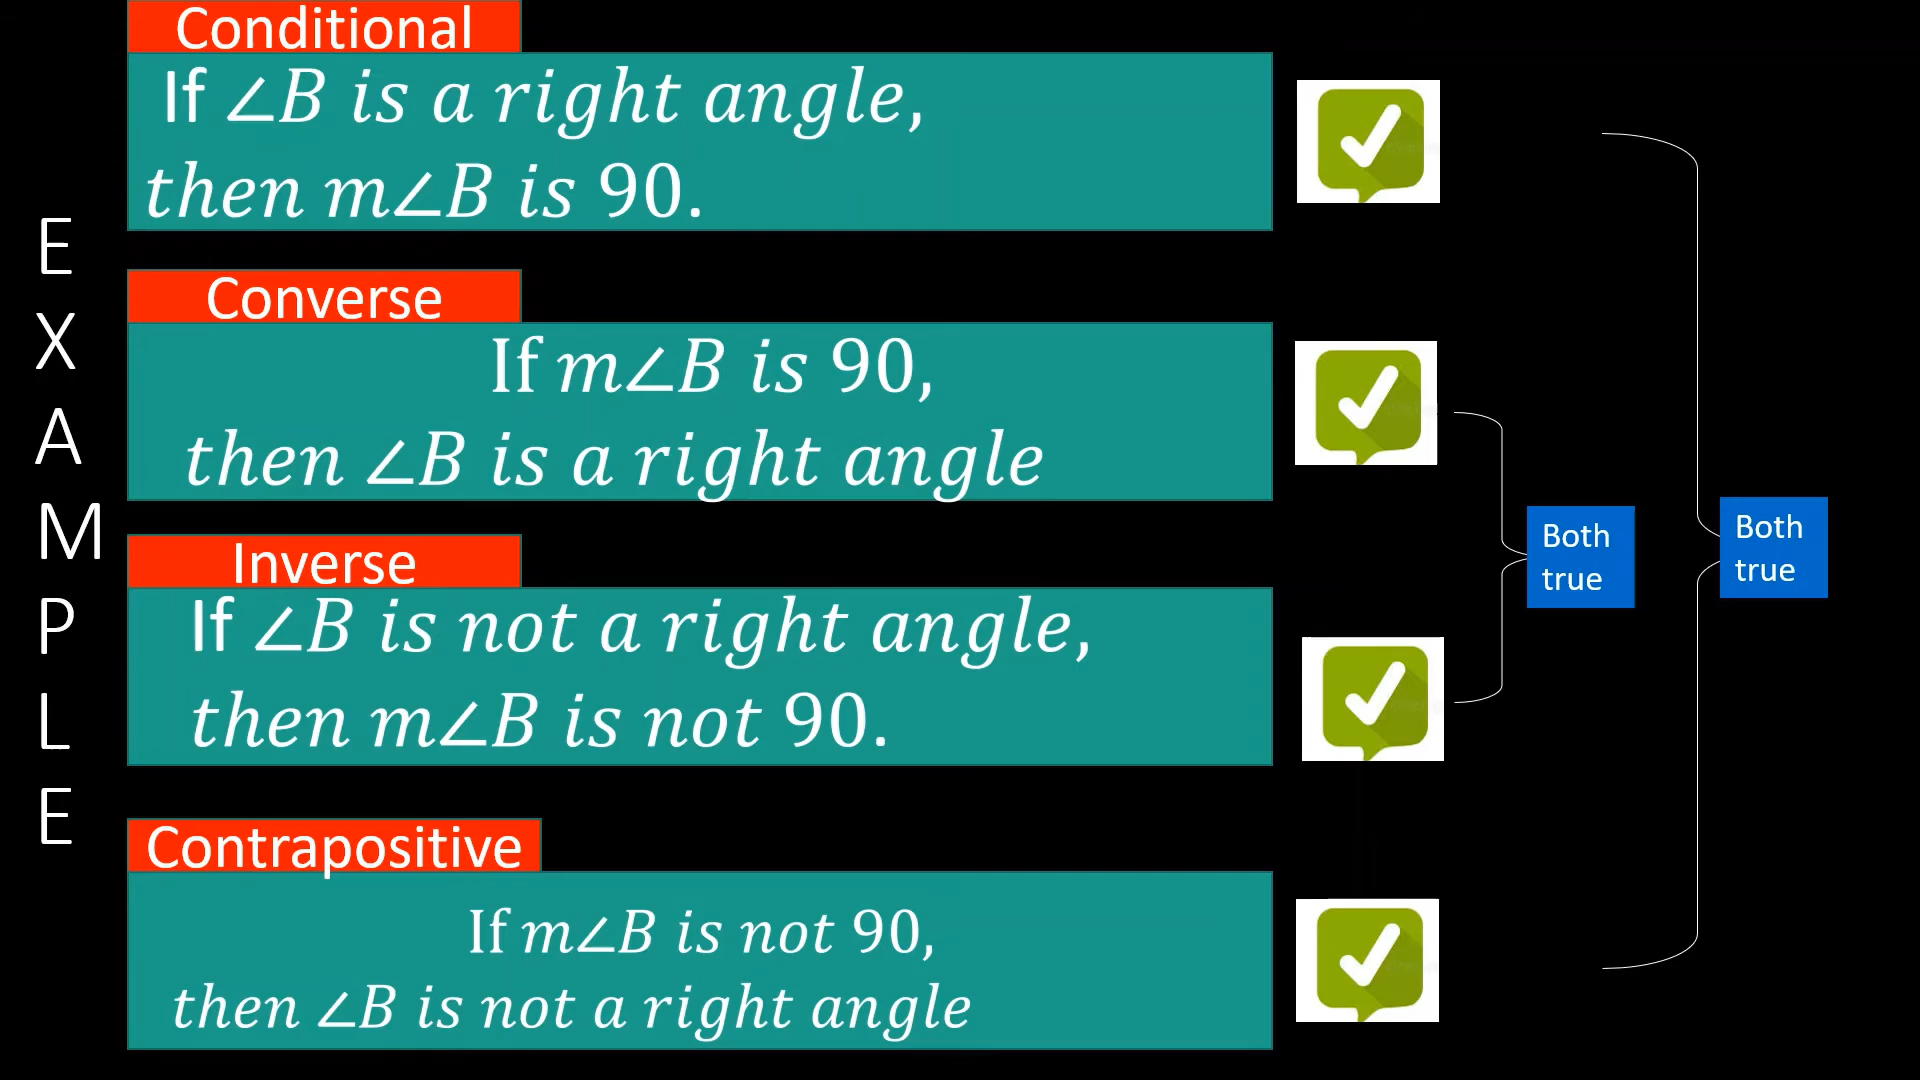 Conditional
If ∠B is a right angle,
then m∠B is 90.
Converse
If m∠B is 90,
then ∠B is a right angle
Inverse
If ∠B is not a right angle,
then m∠B is not 90.
Contrapositive
If m∠B is not 90,
then ∠B is not a right angle
E
X
A
M
P
L
E
Both
true
Both
true